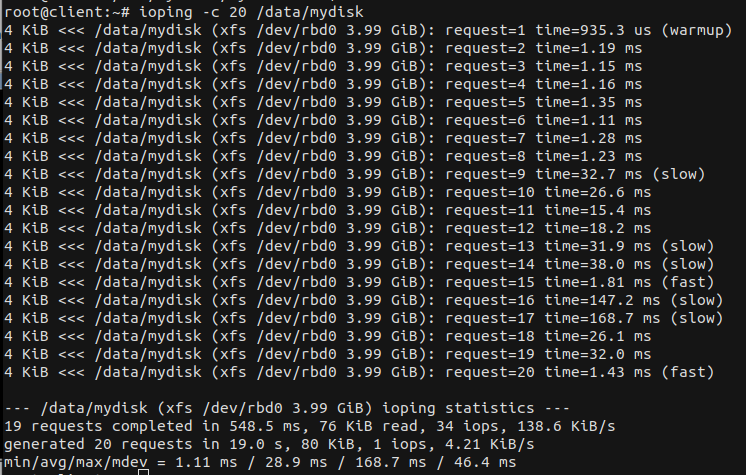 root@client:~# ioping -c 20 /data/mydisk
4 KiB <<< /data/mydisk (xfs /dev/rbd0 3.99 GiB): request=1 time=935.3 us (warmup)
4 KiB <<< /data/mydisk (xfs /dev/rbd0 3.99 GiB): request=2 time=1.19 ms
4 KiB <<< /data/mydisk (xfs /dev/rbd0 3.99 GiB): request=3 time=1.15 ms
4 KiB <<< /data/mydisk (xfs /dev/rbd0 3.99 GiB): request=4 time=1.16 ms
4 KiB <<< /data/mydisk (xfs /dev/rbd0 3.99 GiB): request=5 time=1.35 ms
4 KiB <<< /data/mydisk (xfs /dev/rbd0 3.99 GiB): request=6 time=1.11 ms
4 KiB <<< /data/mydisk (xfs /dev/rbd0 3.99 GiB): request=7 time=1.28 ms
4 KiB <<< /data/mydisk (xfs /dev/rbd0 3.99 GiB): request=8 time=1.23 ms
4 KiB <<< /data/mydisk (xfs /dev/rbd0 3.99 GiB): request=9 time=32.7 ms (slow)
4 KiB <<< /data/mydisk (xfs /dev/rbd0 3.99 GiB): request=10 time=26.6 ms
4 KiB <<< /data/mydisk (xfs /dev/rbd0 3.99 GiB): request=11 time=15.4 ms
4 KiB <<< /data/mydisk (xfs /dev/rbd0 3.99 GiB): request=12 time=18.2 ms
4 KiB <<< /data/mydisk (xfs /dev/rbd0 3.99 GiB): request=13 time=31.9 ms (slow)
4 KiB <<< /data/mydisk (xfs /dev/rbd0 3.99 GiB): request=14 time=38.0 ms (slow)
4 KiB <<< /data/mydisk (xfs /dev/rbd0 3.99 GiB): request=15 time=1.81 ms (fast)
4 KiB <<< /data/mydisk (xfs /dev/rbd0 3.99 GiB): request=16 time=147.2 ms (slow)
4 KiB <<< /data/mydisk (xfs /dev/rbd0 3.99 GiB): request=17 time=168.7 ms (slow)
4 KiB <<< /data/mydisk (xfs /dev/rbd0 3.99 GiB): request=18 time=26.1 ms
4 KiB <<< /data/mydisk (xfs /dev/rbd0 3.99 GiB): request=19 time=32.0 ms
4 KiB <<< /data/mydisk (xfs /dev/rbd0 3.99 GiB): request=20 time=1.43 ms (fast)
--- /data/mydisk (xfs /dev/rbd0 3.99 GiB) ioping statistics ---
19 requests completed in 548.5 ms, 76 KiB read, 34 iops, 138.6 KiB/s
generated 20 requests in 19.0 s, 80 KiB, 1 iops, 4.21 KiB/s
min/avg/max/mdev = 1.11 ms / 28.9 ms / 168.7 ms / 46.4 ms